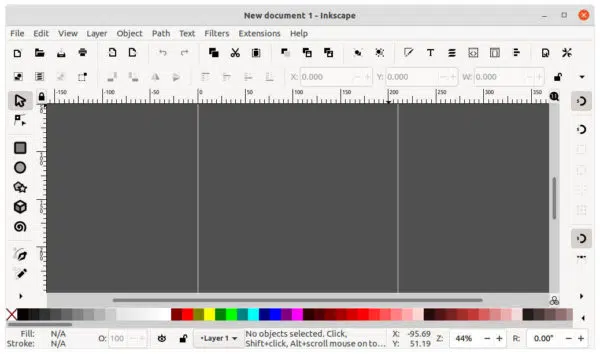 New document 1 - Inkscape
File Edit View Layer Object Path Text Filters Extensions Help
X: 0.000 Y: 0.000 W: 0.000
-150 -100 -50 0 50 100 150 200 250 300 350
Fill: N/A
Stroke: N/A
O: 100
•Layer 1
No objects selected. Click,
Shift+click, Alt+scroll mouse on to...
X: -95.69
Y: 51.19
Z: 44%
R: 0.00°